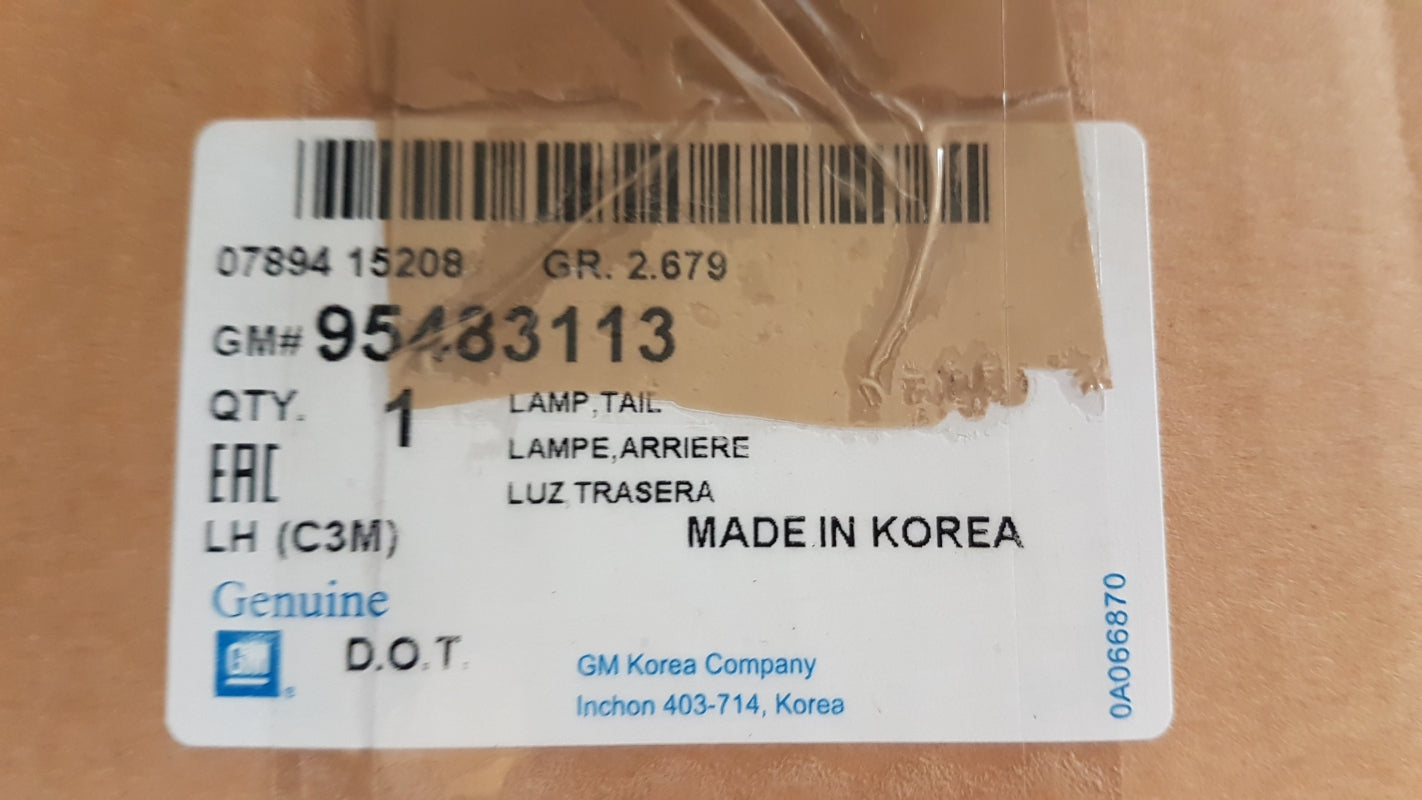 07894 15208 GR. 2.679
GM# 95483113
QTY. 1 LAMP,TAIL
LAMPE,ARRIERE
EAC
LUZ,TRASERA
LH (C3M)
MADE IN KOREA
Genuine
GM
D.O.T.
GM Korea Company
Inchon 403-714, Korea
0A066870